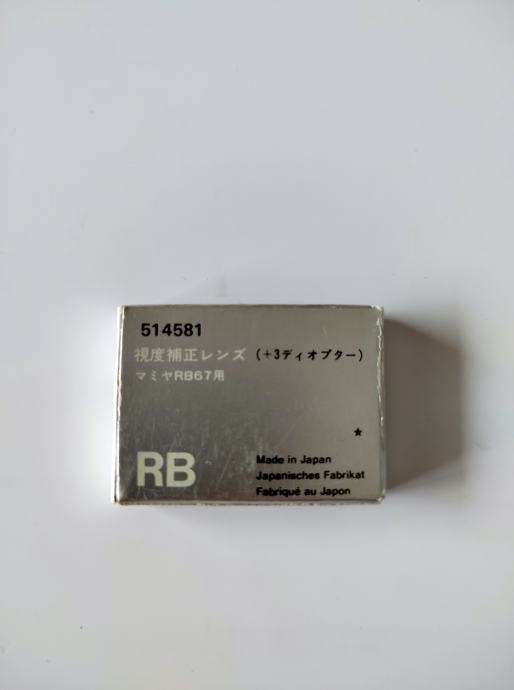 514581
視度補正レンズ (+3ディオプター)
マミヤRB67用
★
RB
Made in Japan
Japanisches Fabrikat
Fabriqué au Japon